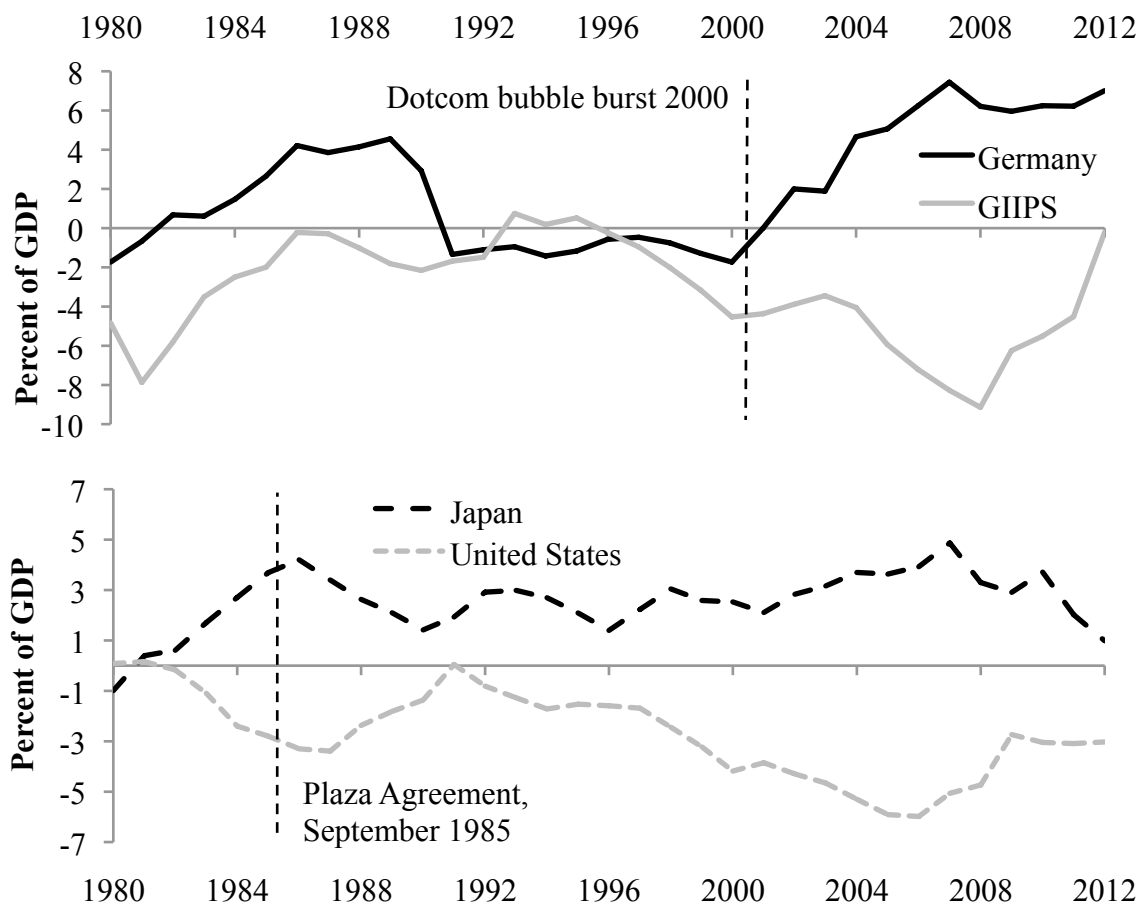 1980 1984 1988 1992 1996 2000 2004 2008 2012
8
Dotcom bubble burst 2000
6
4
Germany
2
GIIPS
0
-2
-4
-6
-8
-10
Percent of GDP
7
Japan
5
United States
3
1
-1
-3
-5
-7
Percent of GDP
Plaza Agreement,
September 1985
1980 1984 1988 1992 1996 2000 2004 2008 2012